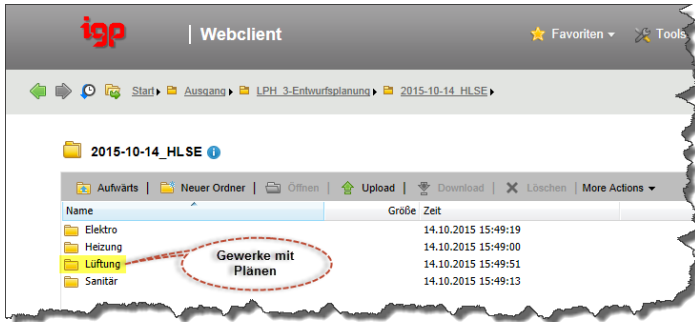 igp | Webclient
Favoriten
Tools
Start Ausgang LPH_3-Entwurfsplanung 2015-10-14_HLSE
2015-10-14_HLSE
Aufwärts | Neuer Ordner | Öffnen | Upload | Download | Löschen | More Actions
Name Größe Zeit
Elektro 14.10.2015 15:49:19
Heizung 14.10.2015 15:49:00
Lüftung 14.10.2015 15:49:51
Sanitär 14.10.2015 15:49:13
Gewerke mit
Plänen